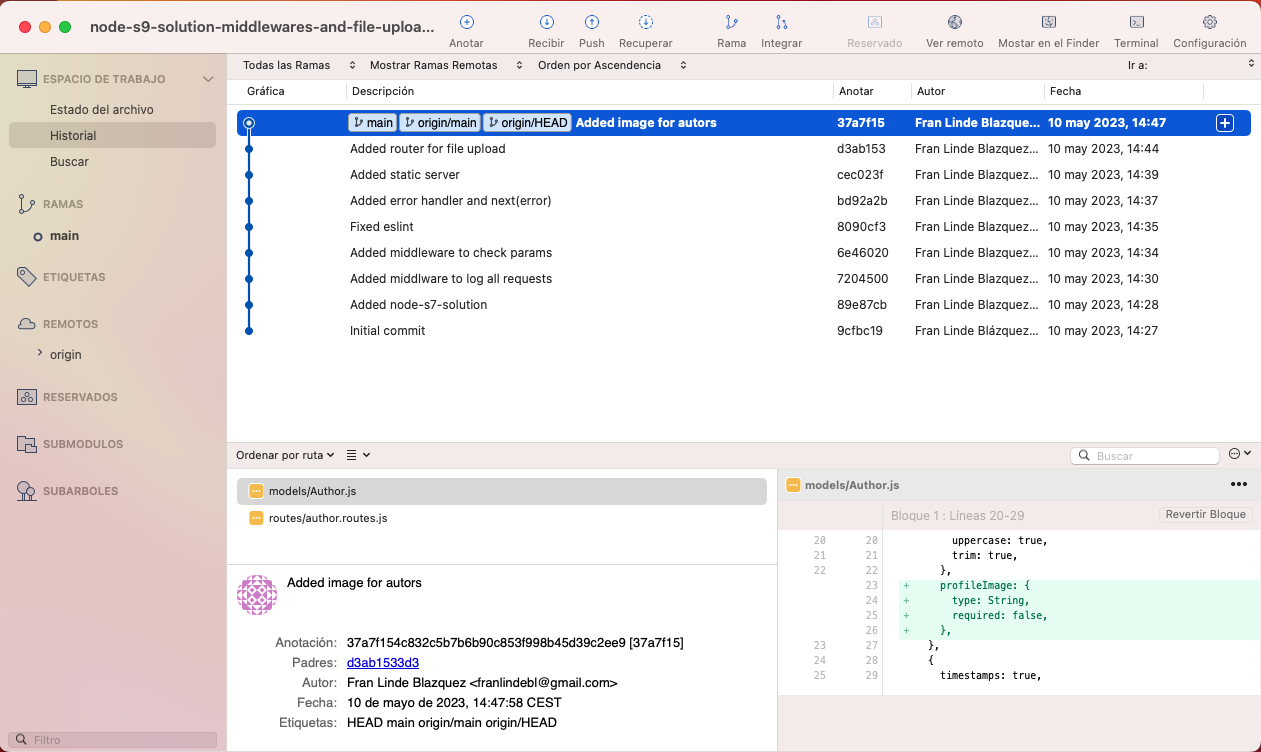 node-s9-solution-middlewares-and-file-uploa...
Anotar Recibir Push Recuperar Rama Integrar Reservado Ver remoto Mostar en el Finder Terminal Configuración
ESPACIO DE TRABAJO
Estado del archivo
Historial
Buscar
RAMAS
main
ETIQUETAS
REMOTOS
origin
RESERVADOS
SUBMODULOS
SUBARBOLES
Filtro
Todas las Ramas Mostrar Ramas Remotas Orden por Ascendencia Ir a:
Gráfica Descripción Anotar Autor Fecha
main origin/main origin/HEAD Added image for autors 37a7f15 Fran Linde Blazque... 10 may 2023, 14:47
Added router for file upload d3ab153 Fran Linde Blazquez... 10 may 2023, 14:44
Added static server cec023f Fran Linde Blazquez... 10 may 2023, 14:39
Added error handler and next(error) bd92a2b Fran Linde Blazquez... 10 may 2023, 14:37
Fixed eslint 8090cf3 Fran Linde Blazquez... 10 may 2023, 14:35
Added middleware to check params 6e46020 Fran Linde Blazquez... 10 may 2023, 14:34
Added middlware to log all requests 7204500 Fran Linde Blazquez... 10 may 2023, 14:30
Added node-s7-solution 89e87cb Fran Linde Blazquez... 10 may 2023, 14:28
Initial commit 9cfbc19 Fran Linde Blázquez... 10 may 2023, 14:27
Ordenar por ruta Buscar
models/Author.js
routes/author.routes.js
Added image for autors
Anotación: 37a7f154c832c5b7b6b90c853f998b45d39c2ee9 [37a7f15]
Padres: d3ab1533d3
Autor: Fran Linde Blazquez <franlindebl@gmail.com>
Fecha: 10 de mayo de 2023, 14:47:58 CEST
Etiquetas: HEAD main origin/main origin/HEAD
models/Author.js
Bloque 1 : Líneas 20-29 Revertir Bloque
20 20 uppercase: true,
21 21 trim: true,
22 22 },
23 + profileImage: {
24 + type: String,
25 + required: false,
26 + },
23 27 },
24 28 {
25 29 timestamps: true,